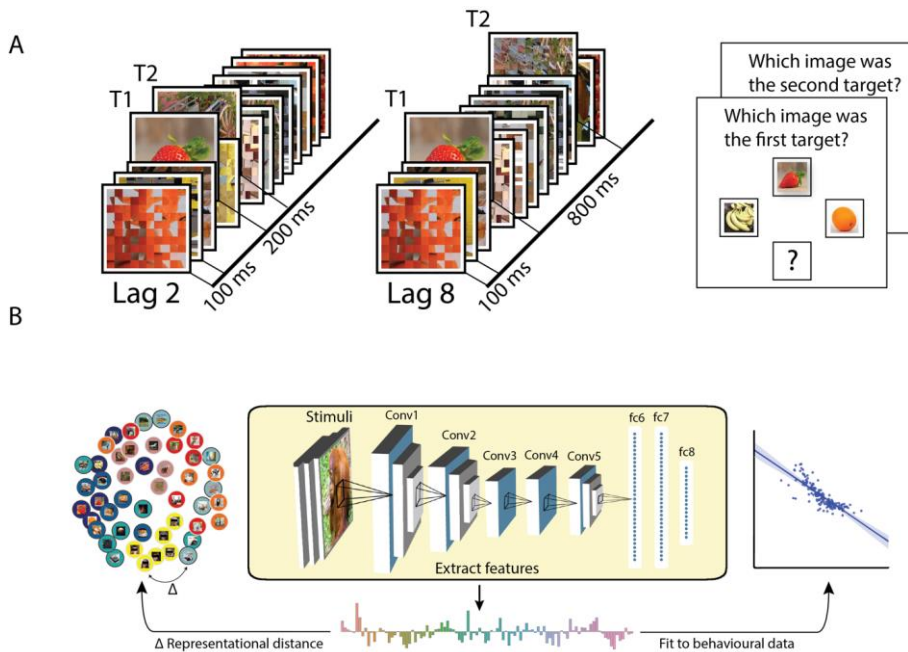 A
T2
T1
100 ms
200 ms
Lag 2
T2
T1
100 ms
800 ms
Lag 8
Which image was
the second target?
Which image was
the first target?
?
B
Stimuli
Conv1
Conv2
Conv3
Conv4
Conv5
fc6
fc7
fc8
Extract features
Δ
Δ Representational distance
Fit to behavioural data